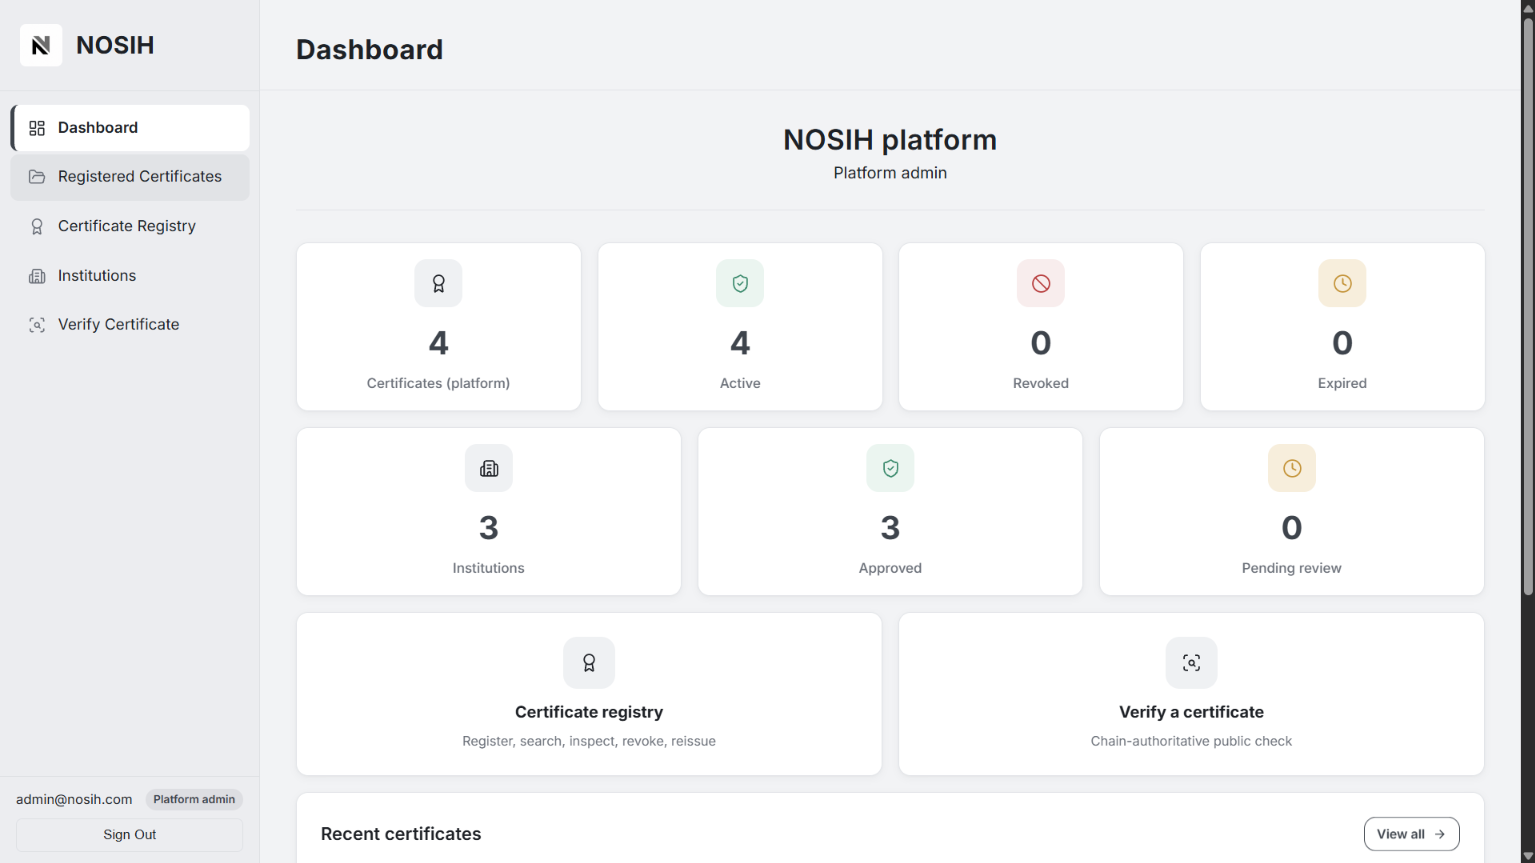 NOSIH
Dashboard
Registered Certificates
Certificate Registry
Institutions
Verify Certificate
admin@nosih.com
Platform admin
Sign Out
Dashboard
NOSIH platform
Platform admin
4
Certificates (platform)
4
Active
0
Revoked
0
Expired
3
Institutions
3
Approved
0
Pending review
Certificate registry
Register, search, inspect, revoke, reissue
Verify a certificate
Chain-authoritative public check
Recent certificates
View all